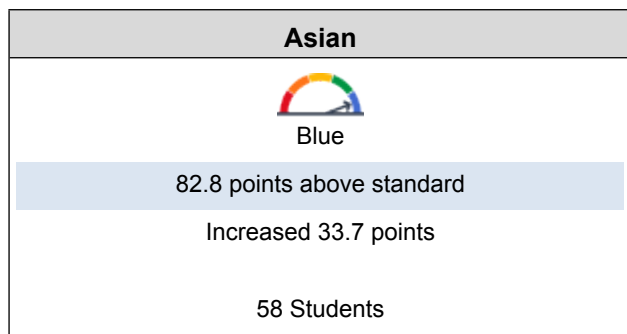 Asian
Blue
82.8 points above standard
Increased 33.7 points
58 Students